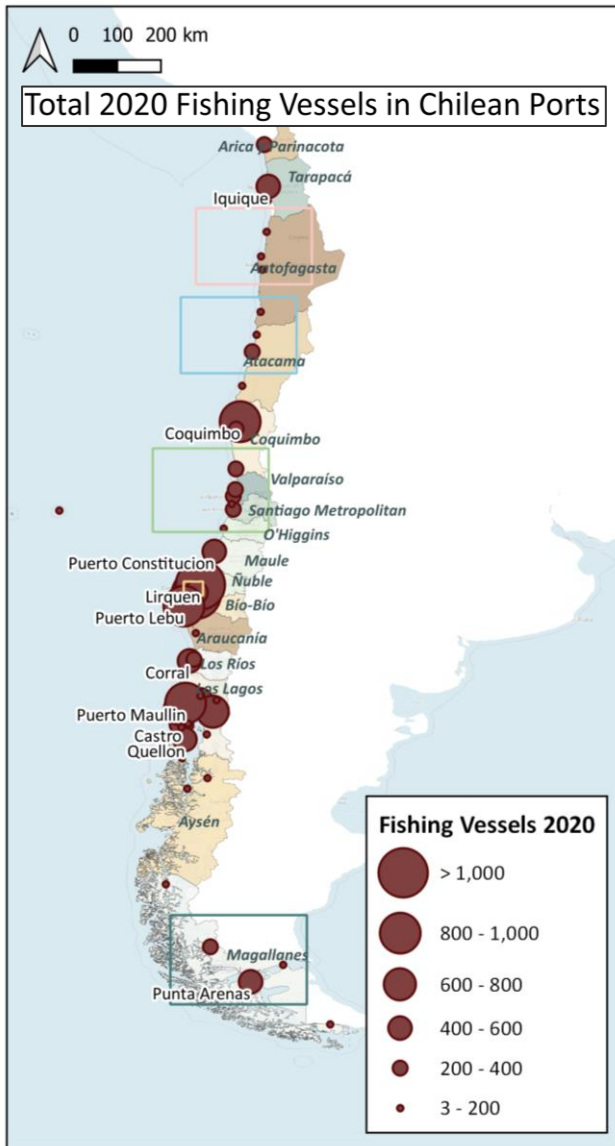 0 100 200 km
Total 2020 Fishing Vessels in Chilean Ports
Arica y Parinacota
Tarapacá
Iquique
Autofagasta
Atacama
Coquimbo
Coquimbo
Valparaíso
Santiago Metropolitan
O'Higgins
Puerto Constitucion
Maule
Ñuble
Lirquen
Bío-Bío
Puerto Lebu
Araucanía
Corral
Los Ríos
Los Lagos
Puerto Maullin
Castro
Quellon
Aysén
Magallanes
Punta Arenas
Fishing Vessels 2020
> 1,000
800 - 1,000
600 - 800
400 - 600
200 - 400
3 - 200